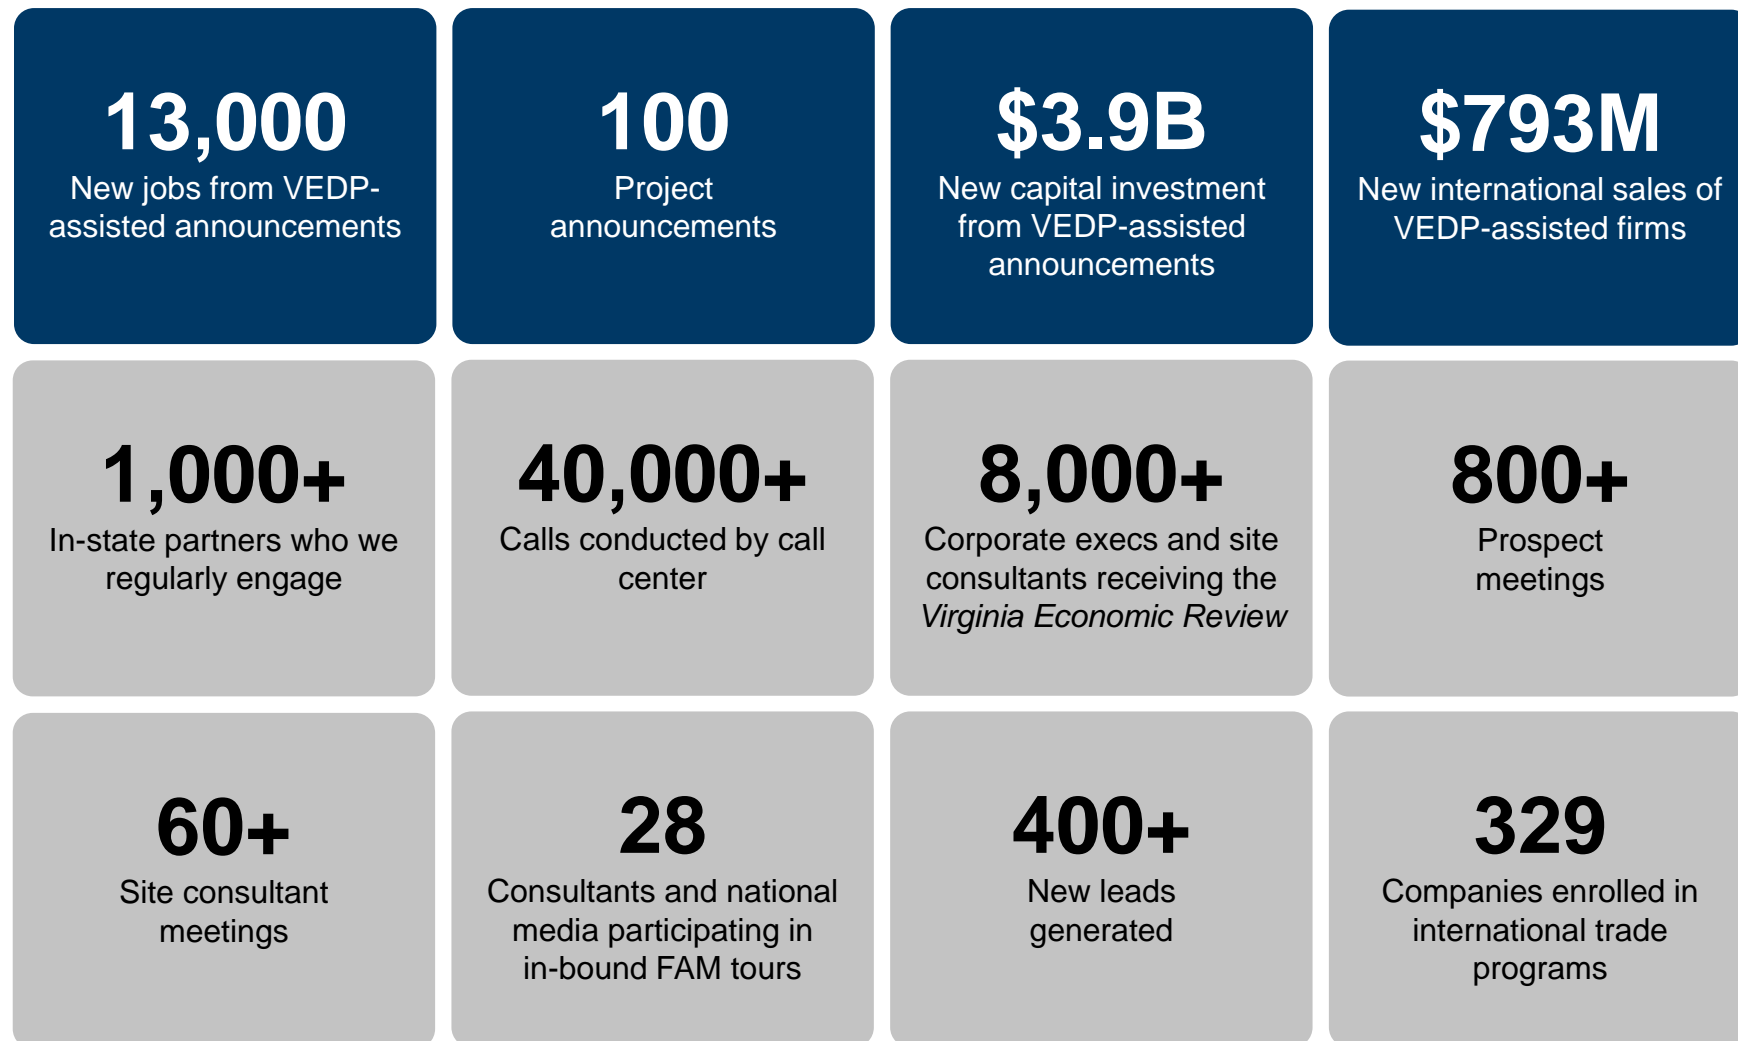 13,000
New jobs from VEDP-
assisted announcements
100
Project
announcements
$3.9B
New capital investment
from VEDP-assisted
announcements
$793M
New international sales of
VEDP-assisted firms
1,000+
In-state partners who we
regularly engage
40,000+
Calls conducted by call
center
8,000+
Corporate execs and site
consultants receiving the
Virginia Economic Review
800+
Prospect
meetings
60+
Site consultant
meetings
28
Consultants and national
media participating in
in-bound FAM tours
400+
New leads
generated
329
Companies enrolled in
international trade
programs